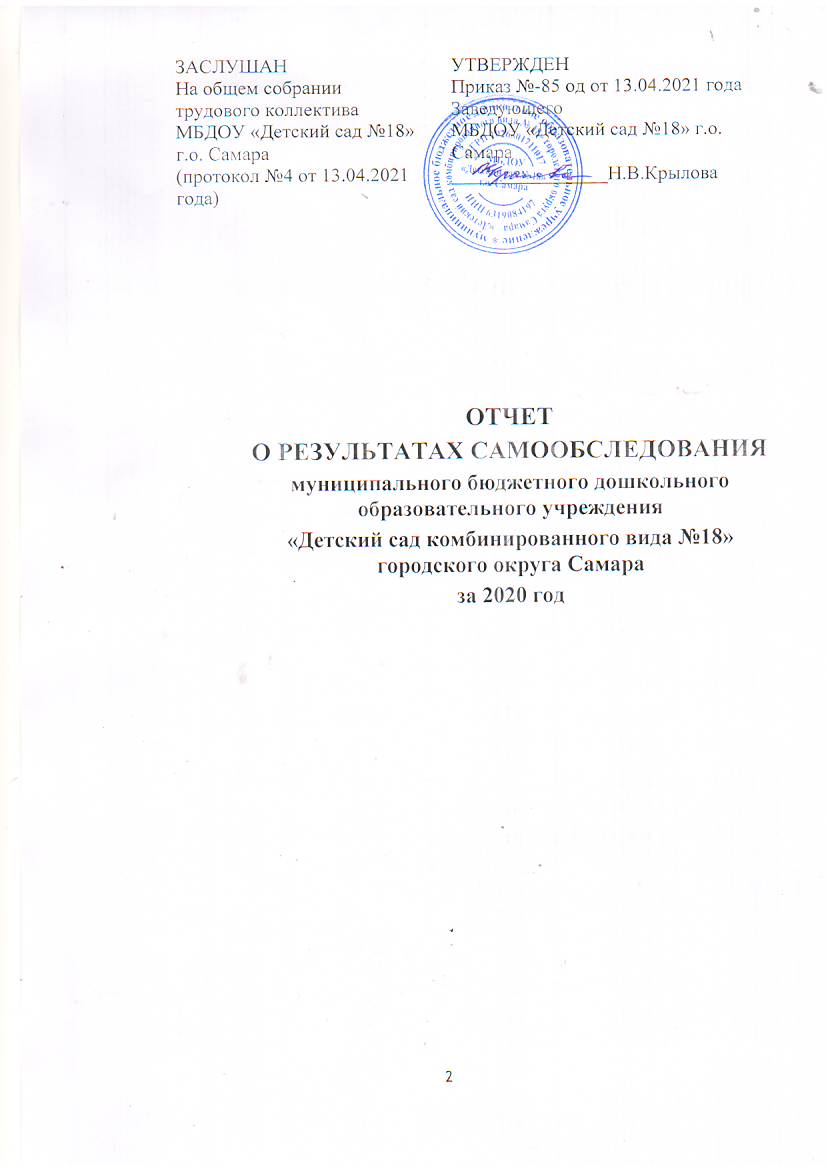 ЗАСЛУШАН
На общем собрании
трудового коллектива
МБДОУ «Детский сад №18»
г.о. Самара
(протокол №4 от 13.04.2021
года)
УТВЕРЖДЕН
Приказ №-85 од от 13.04.2021 года
Заведующего
МБДОУ «Детский сад №18» г.о.
Самара
Н.В.Крылова
ОТЧЕТ
О РЕЗУЛЬТАТАХ САМООБСЛЕДОВАНИЯ
муниципального бюджетного дошкольного
образовательного учреждения
«Детский сад комбинированного вида №18»
городского округа Самара
за 2020 год
2